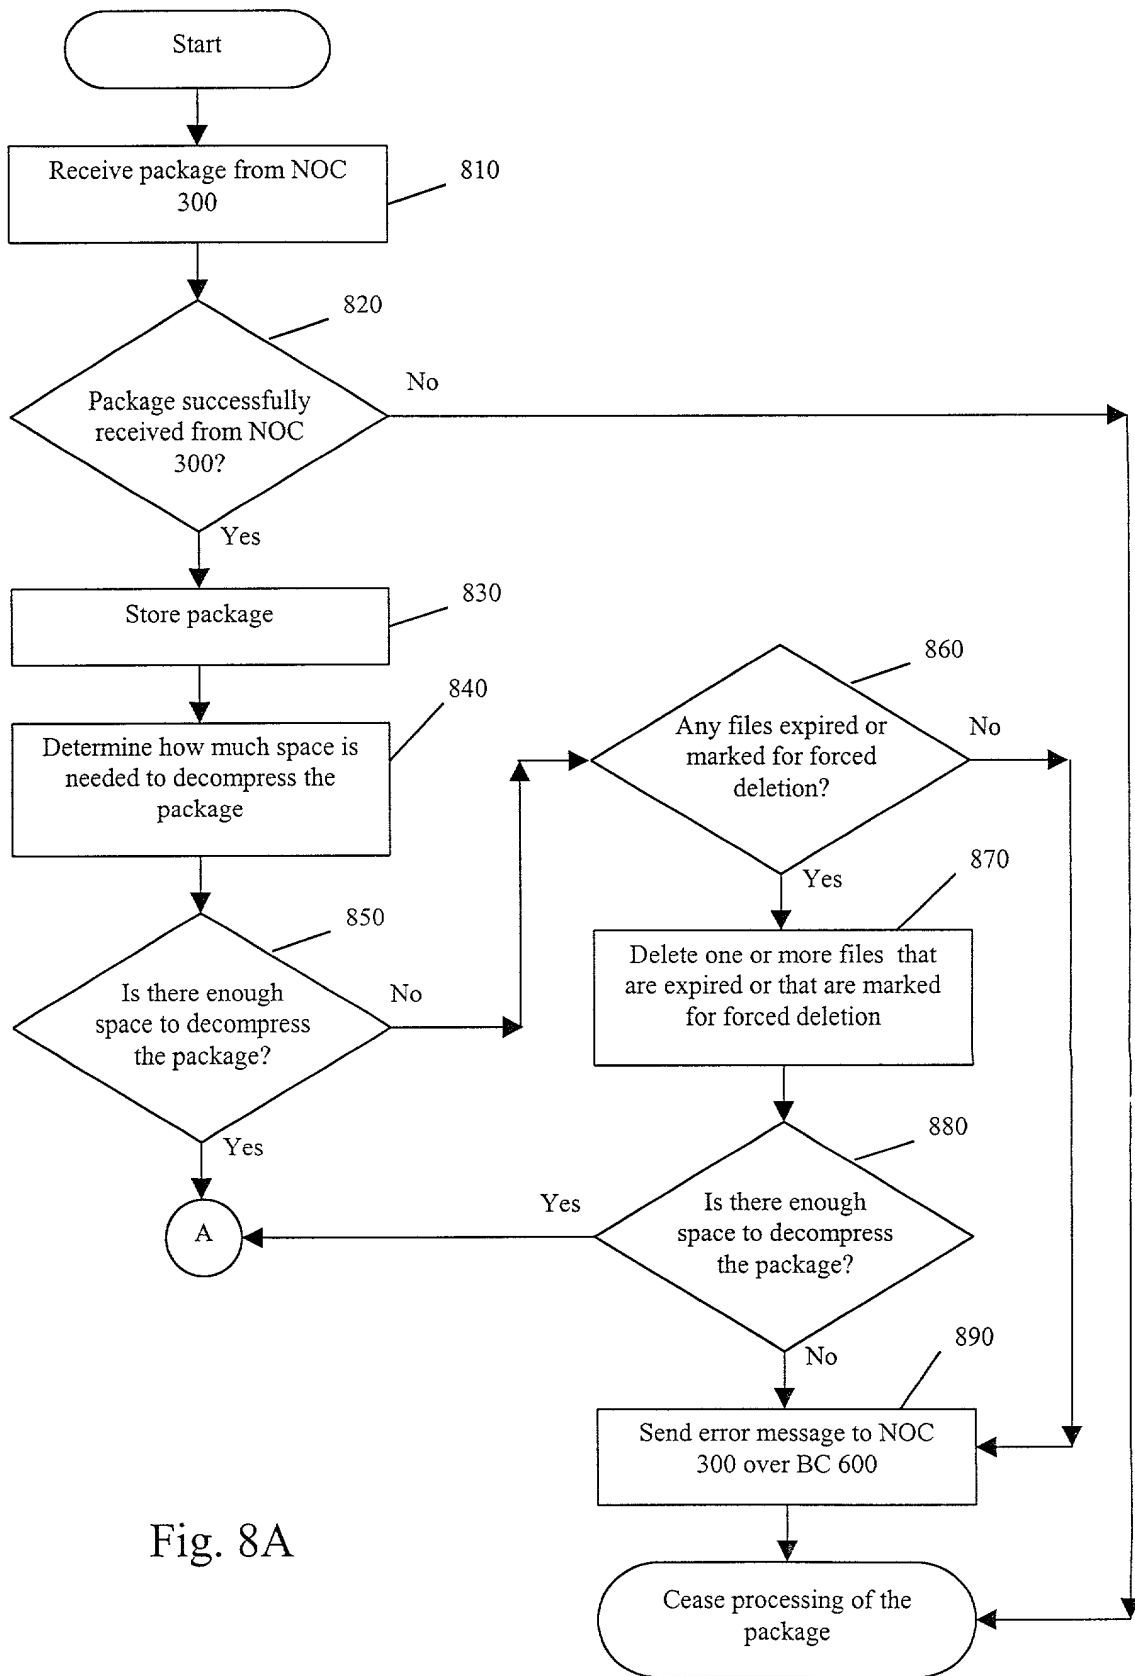 Start
Receive package from NOC
300
810
820
No
Package successfully
received from NOC
300?
Yes
Store package
830
840
Determine how much space is
needed to decompress the
package
860
Any files expired or
marked for forced
deletion?
No
Yes
870
850
Is there enough
space to decompress
the package?
No
Delete one or more files that
are expired or that are marked
for forced deletion
Yes
880
A
Yes
Is there enough
space to decompress
the package?
No
890
Send error message to NOC
300 over BC 600
Fig. 8A
Cease processing of the
package